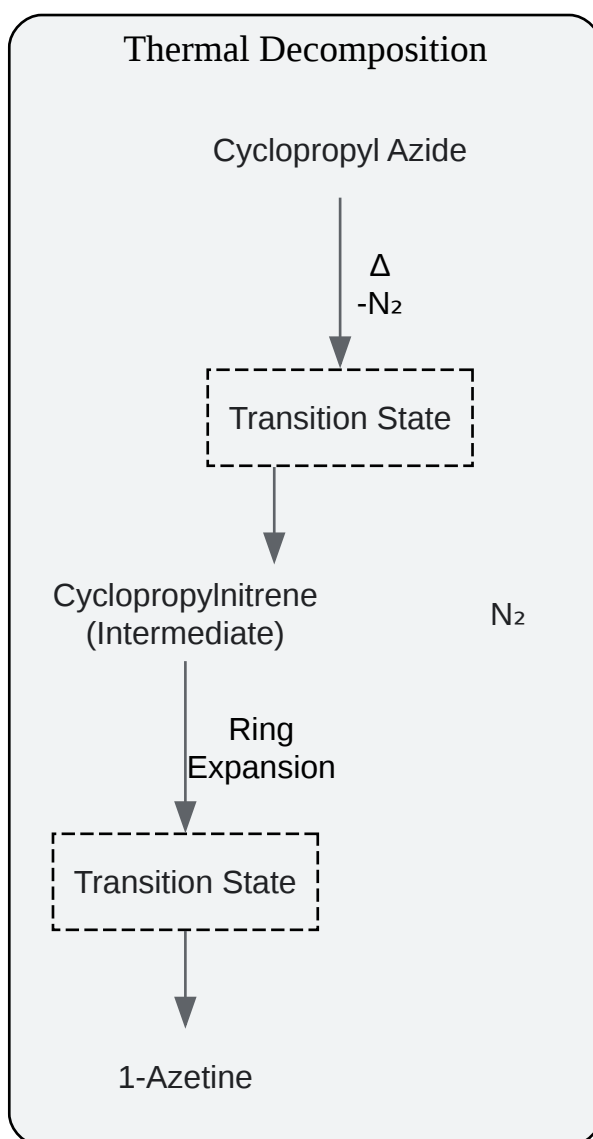 Thermal Decomposition
Cyclopropyl Azide
Δ
-N₂
Transition State
Cyclopropylnitrene
(Intermediate)
N₂
Ring
Expansion
Transition State
1-Azetine